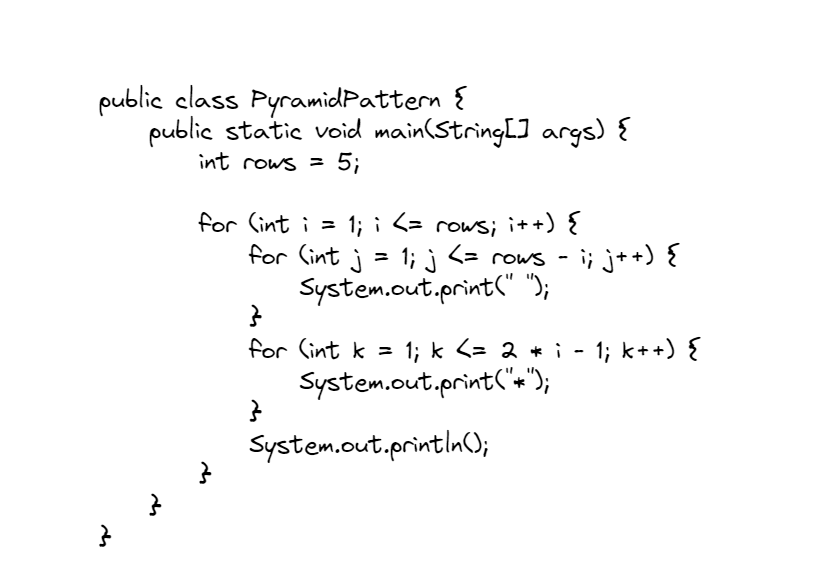 public class PyramidPattern {
    public static void main(String[] args) {
        int rows = 5;

        for (int i = 1; i <= rows; i++) {
            for (int j = 1; j <= rows - i; j++) {
                System.out.print(" ");
            }
            for (int k = 1; k <= 2 * i - 1; k++) {
                System.out.print("*");
            }
            System.out.println();
        }
    }
}